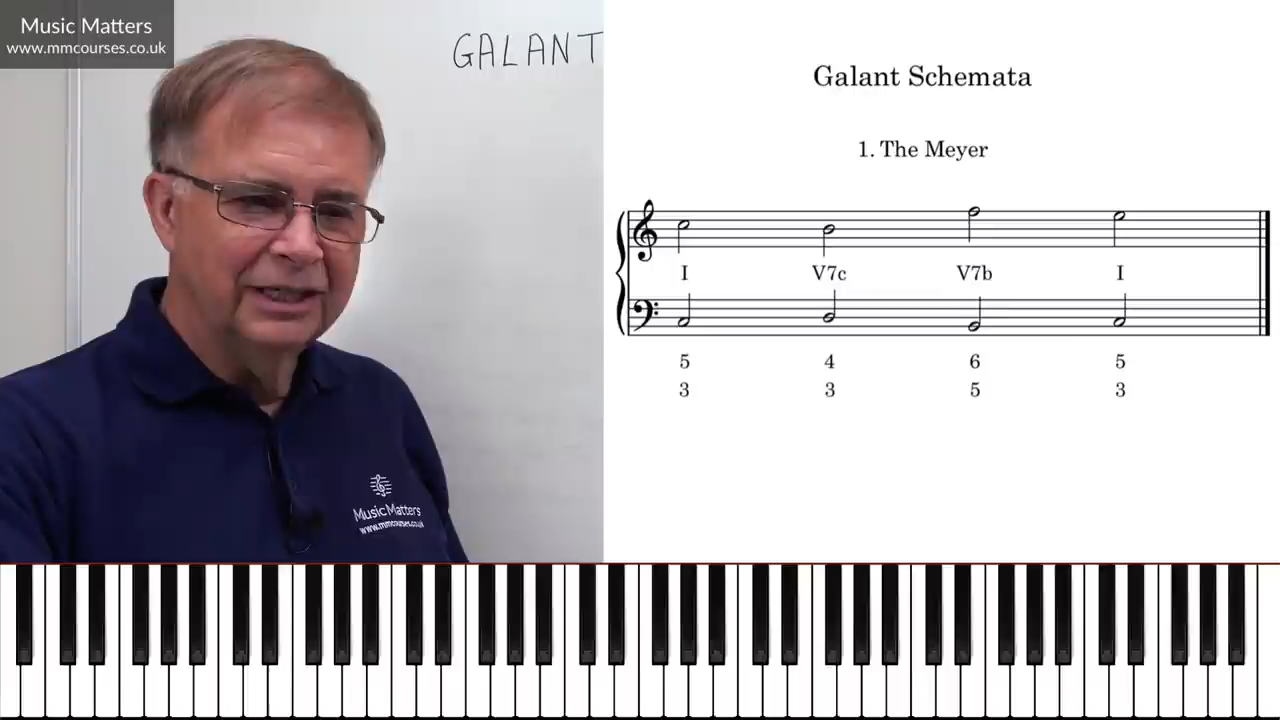 Music Matters
www.mmcourses.co.uk
GALANT
Galant Schemata
1. The Meyer
I V7c V7b I
5 4 6 5
3 3 5 3
Music Matters
www.mmcourses.co.uk